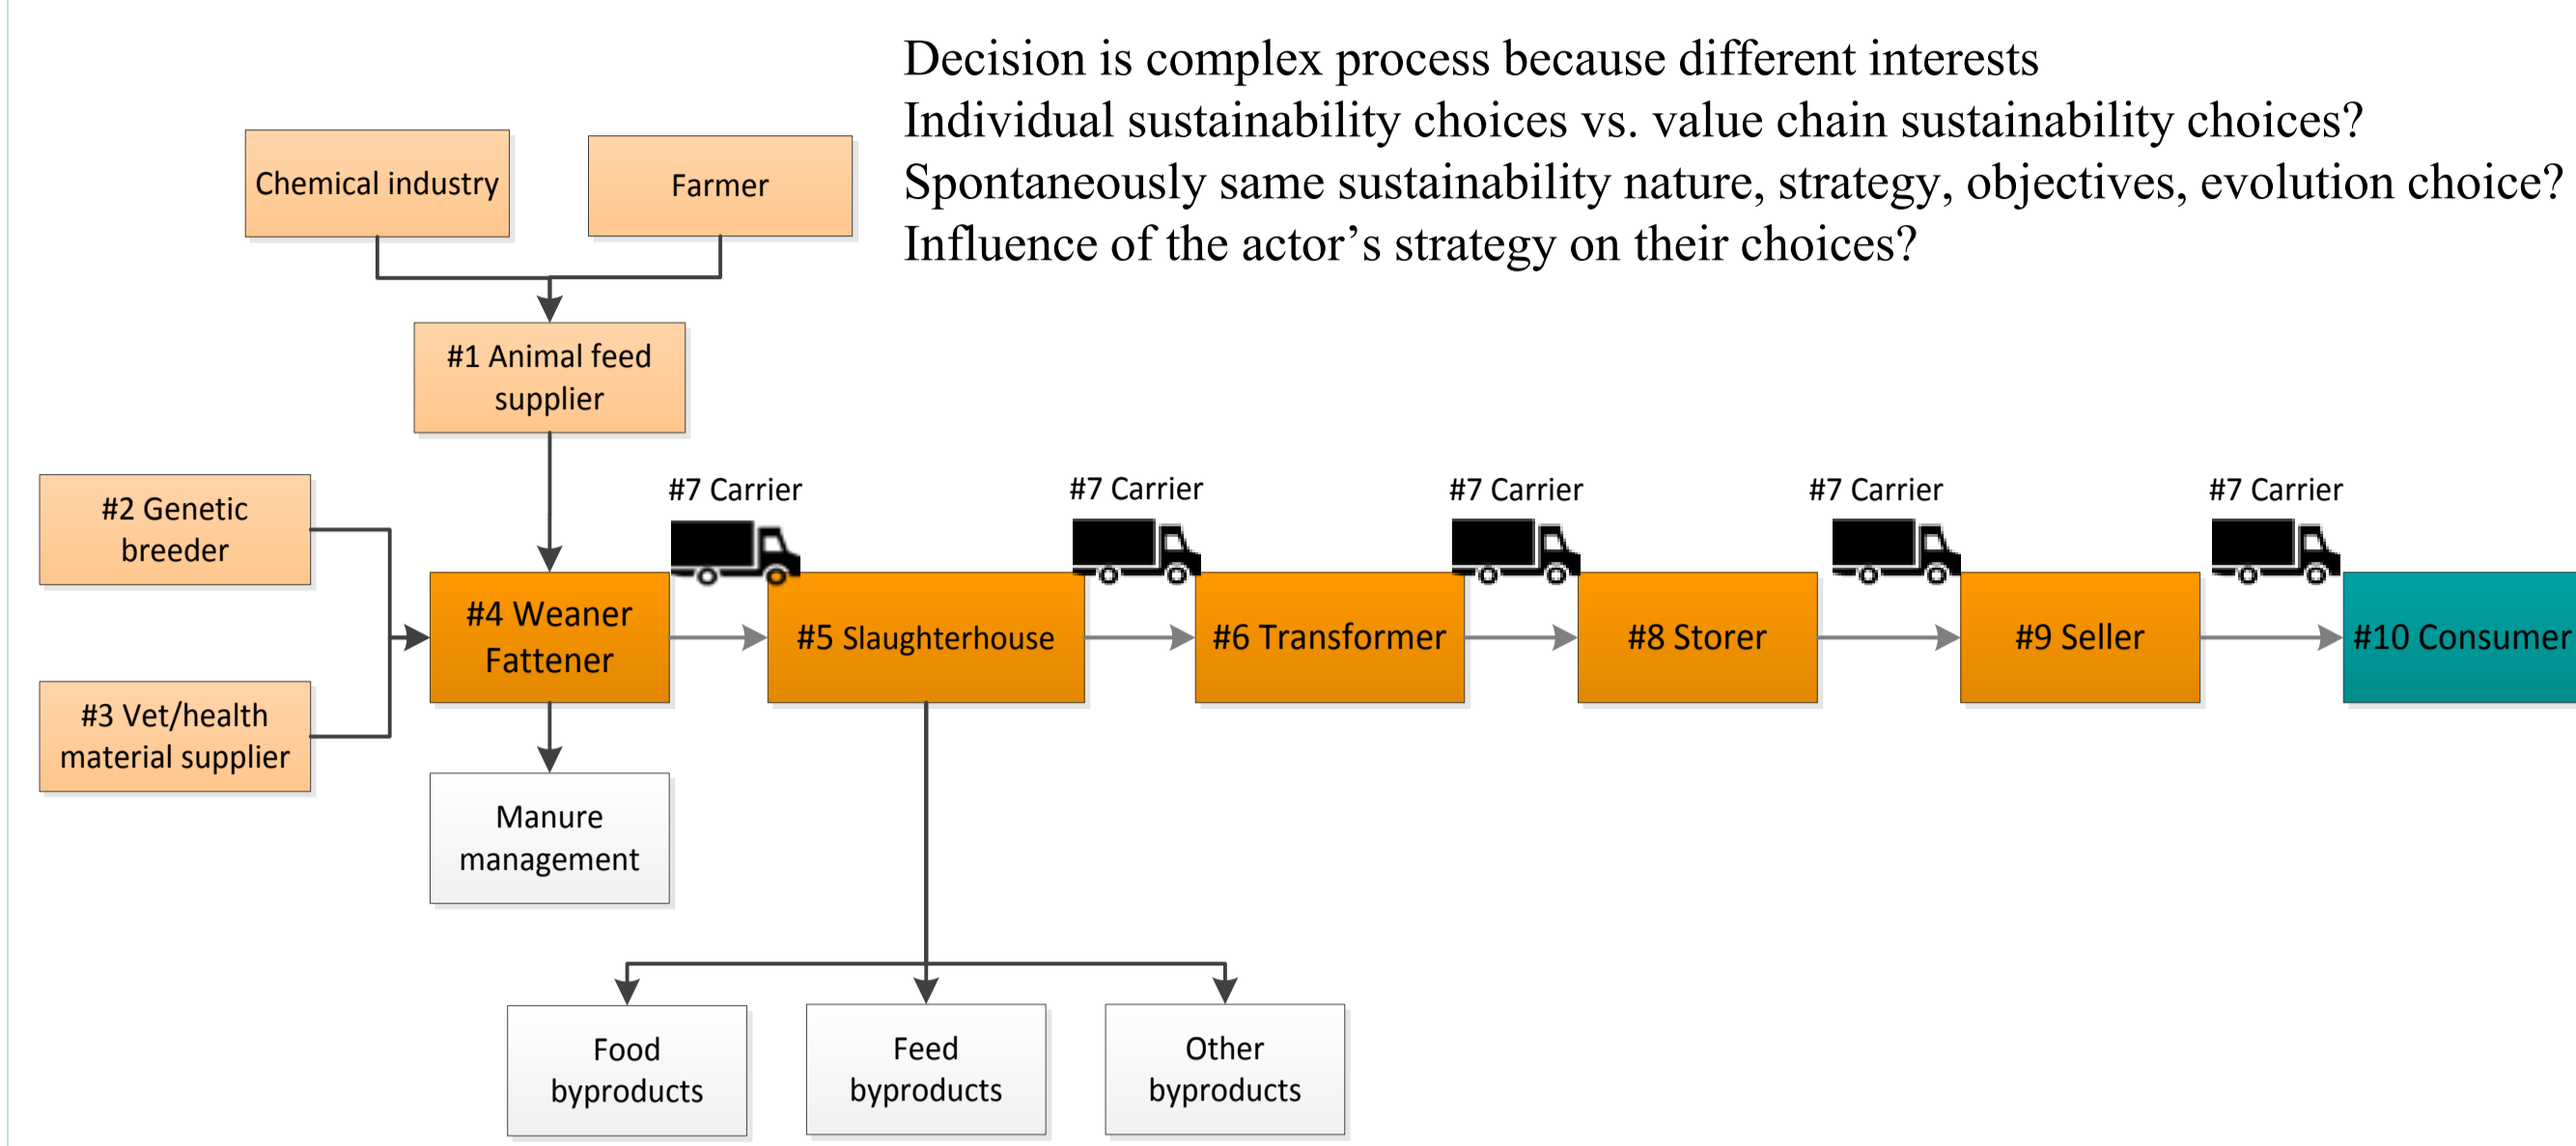 Decision is complex process because different interests
Individual sustainability choices vs. value chain sustainability choices?
Spontaneously same sustainability nature, strategy, objectives, evolution choice?
Influence of the actor’s strategy on their choices?
Chemical industry
Farmer
#1 Animal feed
supplier
#2 Genetic
breeder
#3 Vet/health
material supplier
#7 Carrier
#7 Carrier
#7 Carrier
#7 Carrier
#7 Carrier
#4 Weaner
Fattener
#5 Slaughterhouse
#6 Transformer
#8 Storer
#9 Seller
#10 Consumer
Manure
management
Food
byproducts
Feed
byproducts
Other
byproducts